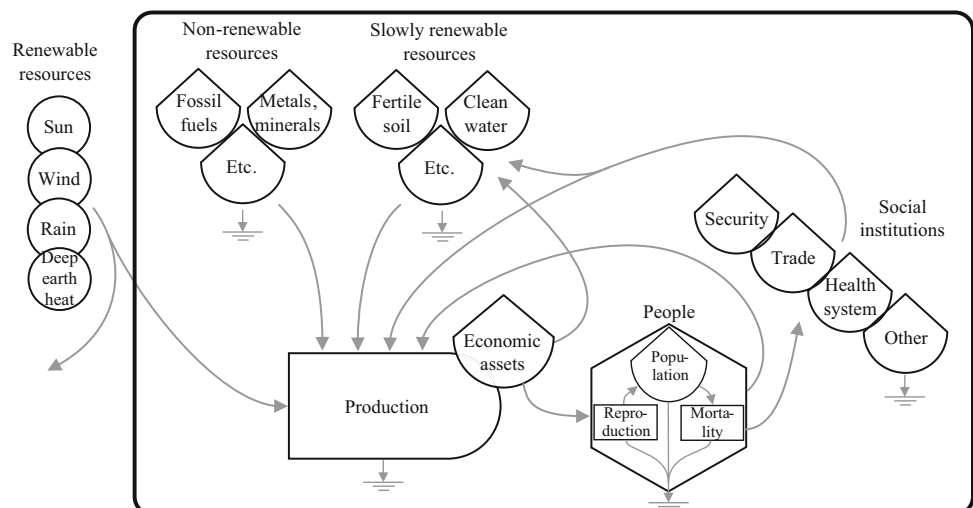 Renewable
resources
Sun
Wind
Rain
Deep
earth
heat
Non-renewable
resources
Fossil
fuels
Metals,
minerals
Etc.
Slowly renewable
resources
Fertile
soil
Clean
water
Etc.
Social
institutions
Security
Trade
Health
system
Other
Production
Economic
assets
People
Popu-
lation
Repro-
duction
Morta-
lity